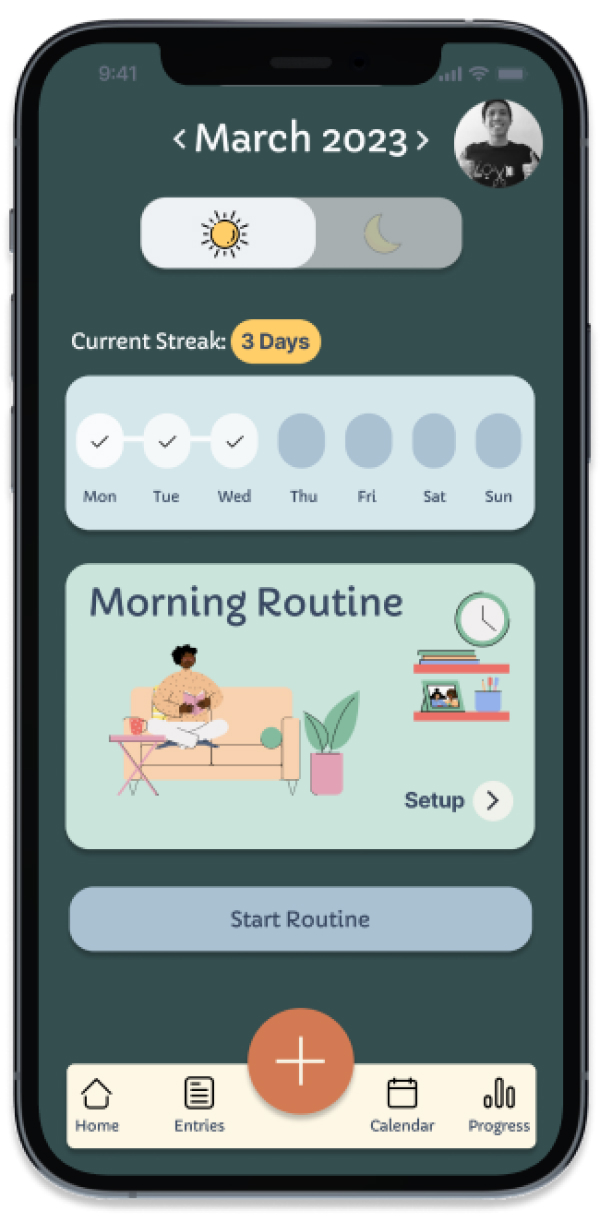 9:41
< March 2023 >
Current Streak: 3 Days
Mon Tue Wed Thu Fri Sat Sun
Morning Routine
Setup >
Start Routine
Home Entries Calendar Progress